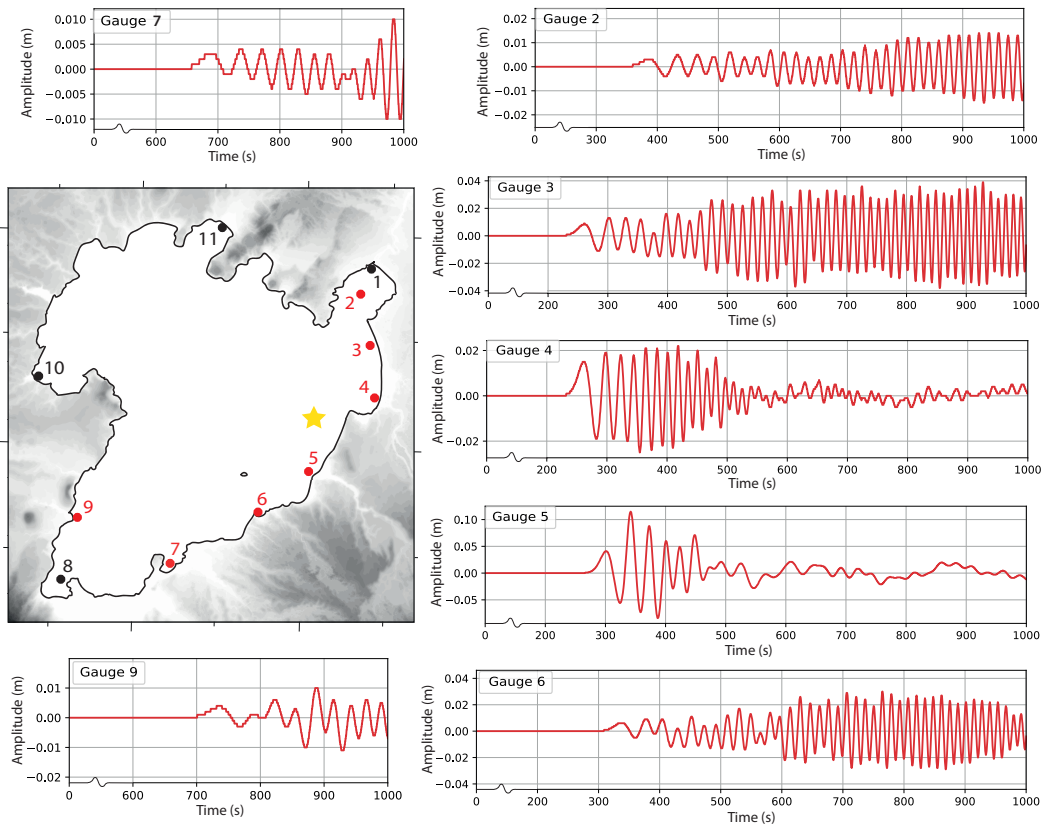 Gauge 7
Amplitude (m)
0.010
0.005
0.000
−0.005
−0.010
0 600 700 800 900 1000
Time (s)
Gauge 2
Amplitude (m)
0.02
0.01
0.00
−0.01
−0.02
0 300 400 500 600 700 800 900 1000
Time (s)
Gauge 3
Amplitude (m)
0.04
0.02
0.00
−0.02
−0.04
0 200 300 400 500 600 700 800 900 1000
Time (s)
11
1
2
3
10
4
5
6
9
7
8
Gauge 4
Amplitude (m)
0.02
0.00
−0.02
0 200 300 400 500 600 700 800 900 1000
Time (s)
Gauge 5
Amplitude (m)
0.10
0.05
0.00
−0.05
0 200 300 400 500 600 700 800 900 1000
Time (s)
Gauge 9
Amplitude (m)
0.01
0.00
−0.01
−0.02
0 600 700 800 900 1000
Time (s)
Gauge 6
Amplitude (m)
0.04
0.02
0.00
−0.02
−0.04
0 200 300 400 500 600 700 800 900 1000
Time (s)